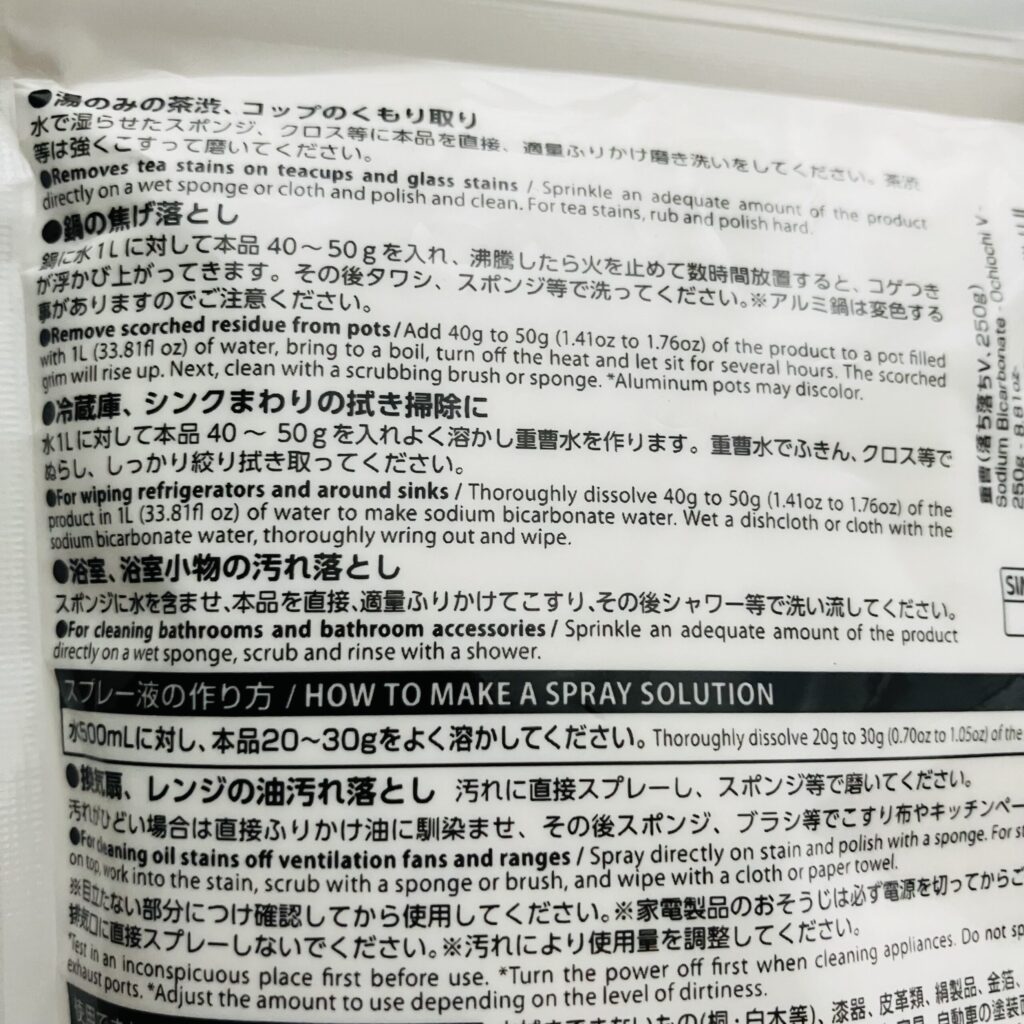 ●湯のみの茶渋、コップのくもり取り
水で湿らせたスポンジ、クロス等に本品を直接、適量ふりかけ磨き洗いをしてください。茶渋
等は強くこすって磨いてください。
●Removes tea stains on teacups and glass stains / Sprinkle an adequate amount of the product
directly on a wet sponge or cloth and polish and clean. For tea stains, rub and polish hard.
●鍋の焦げ落とし
鍋に水1Lに対して本品 40～50gを入れ、沸騰したら火を止めて数時間放置すると、コゲつき
が浮かび上がってきます。その後タワシ、スポンジ等で洗ってください。※アルミ鍋は変色する
事がありますのでご注意ください。
●Remove scorched residue from pots/Add 40g to 50g (1.41oz to 1.76oz) of the product to a pot filled
with 1L (33.81fl oz) of water, bring to a boil, turn off the heat and let sit for several hours. The scorched
grim will rise up. Next, clean with a scrubbing brush or sponge. *Aluminum pots may discolor.
●冷蔵庫、シンクまわりの拭き掃除に
水1Lに対して本品 40～ 50gを入れよく溶かし重曹水を作ります。重曹水でふきん、クロス等で
ぬらし、しっかり絞り拭き取ってください。
●For wiping refrigerators and around sinks / Thoroughly dissolve 40g to 50g (1.41oz to 1.76oz) of the
product in 1L (33.81fl oz) of water to make sodium bicarbonate water. Wet a dishcloth or cloth with the
sodium bicarbonate water, thoroughly wring out and wipe.
●浴室、浴室小物の汚れ落とし
スポンジに水を含ませ、本品を直接、適量ふりかけてこすり、その後シャワー等で洗い流してください。
●For cleaning bathrooms and bathroom accessories / Sprinkle an adequate amount of the product
directly on a wet sponge, scrub and rinse with a shower.
スプレー液の作り方 / HOW TO MAKE A SPRAY SOLUTION
水500mLに対し、本品20～30gをよく溶かしてください。Thoroughly dissolve 20g to 30g (0.70oz to 1.05oz) of the
●換気扇、レンジの油汚れ落とし 汚れに直接スプレーし、スポンジ等で磨いてください。
汚れがひどい場合は直接ふりかけ油に馴染ませ、その後スポンジ、ブラシ等でこすり布やキッチンペー
●For cleaning oil stains off ventilation fans and ranges / Spray directly on stain and polish with a sponge. For
on top, work into the stain, scrub with a sponge or brush, and wipe with a cloth or paper towel.
※目立たない部分につけ確認してから使用してください。※家電製品のおそうじは必ず電源を切ってからご
排気口に直接スプレーしないでください。※汚れにより使用量を調整してください。
*Test in an inconspicuous place first before use. *Turn the power off first when cleaning appliances. Do not sp
exhaust ports. *Adjust the amount to use depending on the level of dirtiness.
(桐・白木等)、漆器、皮革類、絹製品、金箔、
自動車の塗装
重曹(落ち落ちV、250g)
Sodium Bicarbonate - Ochiochi V -
250g - 8.81oz-